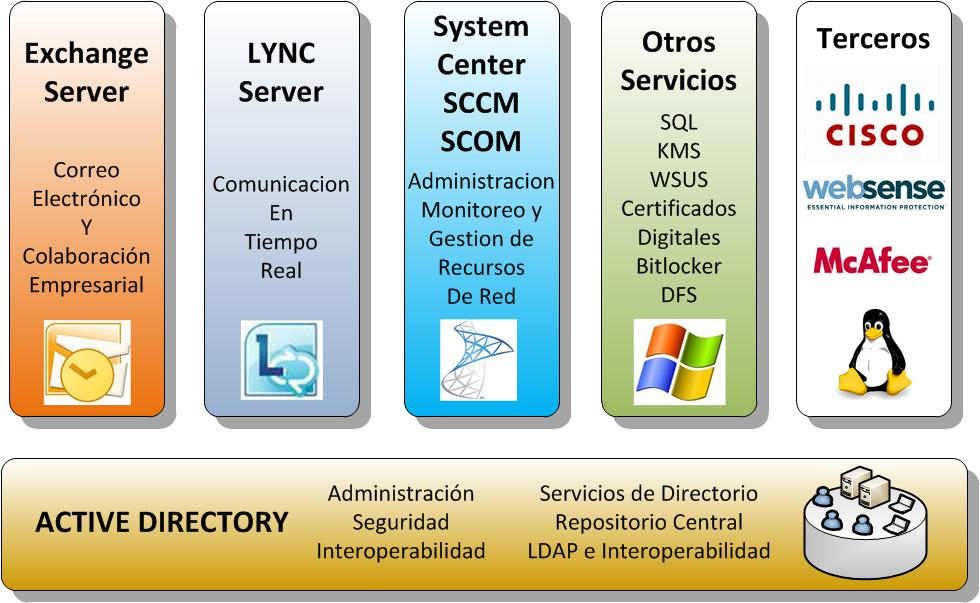 Exchange
Server
Correo
Electrónico
Y
Colaboración
Empresarial
LYNC
Server
Comunicacion
En
Tiempo
Real
L
System
Center
SCCM
SCOM
Administracion
Monitoreo y
Gestion de
Recursos
De Red
Otros
Servicios
SQL
KMS
WSUS
Certificados
Digitales
Bitlocker
DFS
Terceros
CISCO
websense
ESSENTIAL INFORMATION PROTECTION
McAfee
ACTIVE DIRECTORY
Administración
Seguridad
Interoperabilidad
Servicios de Directorio
Repositorio Central
LDAP e Interoperabilidad